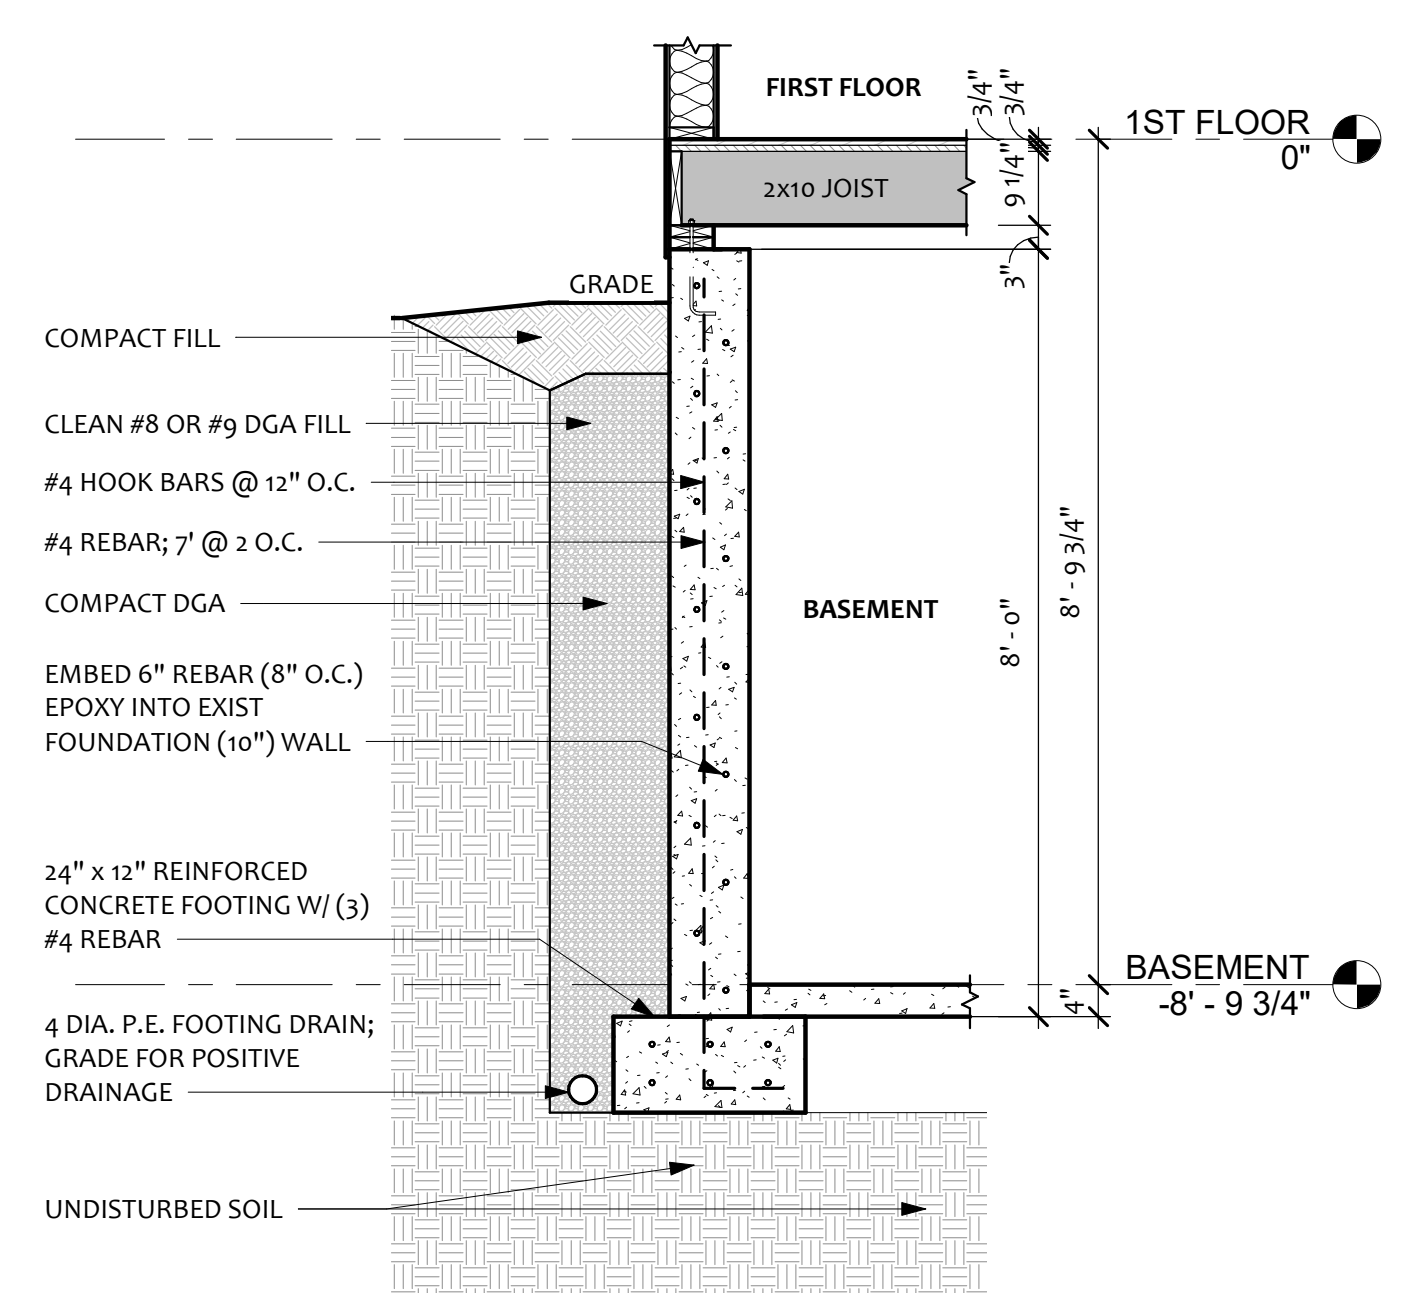 FIRST FLOOR
3/4"
3/4"
1ST FLOOR
0"
9 1/4"
2x10 JOIST
3"
GRADE
COMPACT FILL
CLEAN #8 OR #9 DGA FILL
#4 HOOK BARS @ 12" O.C.
#4 REBAR; 7' @ 2 O.C.
8' - 9 3/4"
COMPACT DGA
BASEMENT
8' - 0"
EMBED 6" REBAR (8" O.C.)
EPOXY INTO EXIST
FOUNDATION (10") WALL
24" x 12" REINFORCED
CONCRETE FOOTING W/ (3)
#4 REBAR
BASEMENT
-8' - 9 3/4"
4"
4 DIA. P.E. FOOTING DRAIN;
GRADE FOR POSITIVE
DRAINAGE
UNDISTURBED SOIL